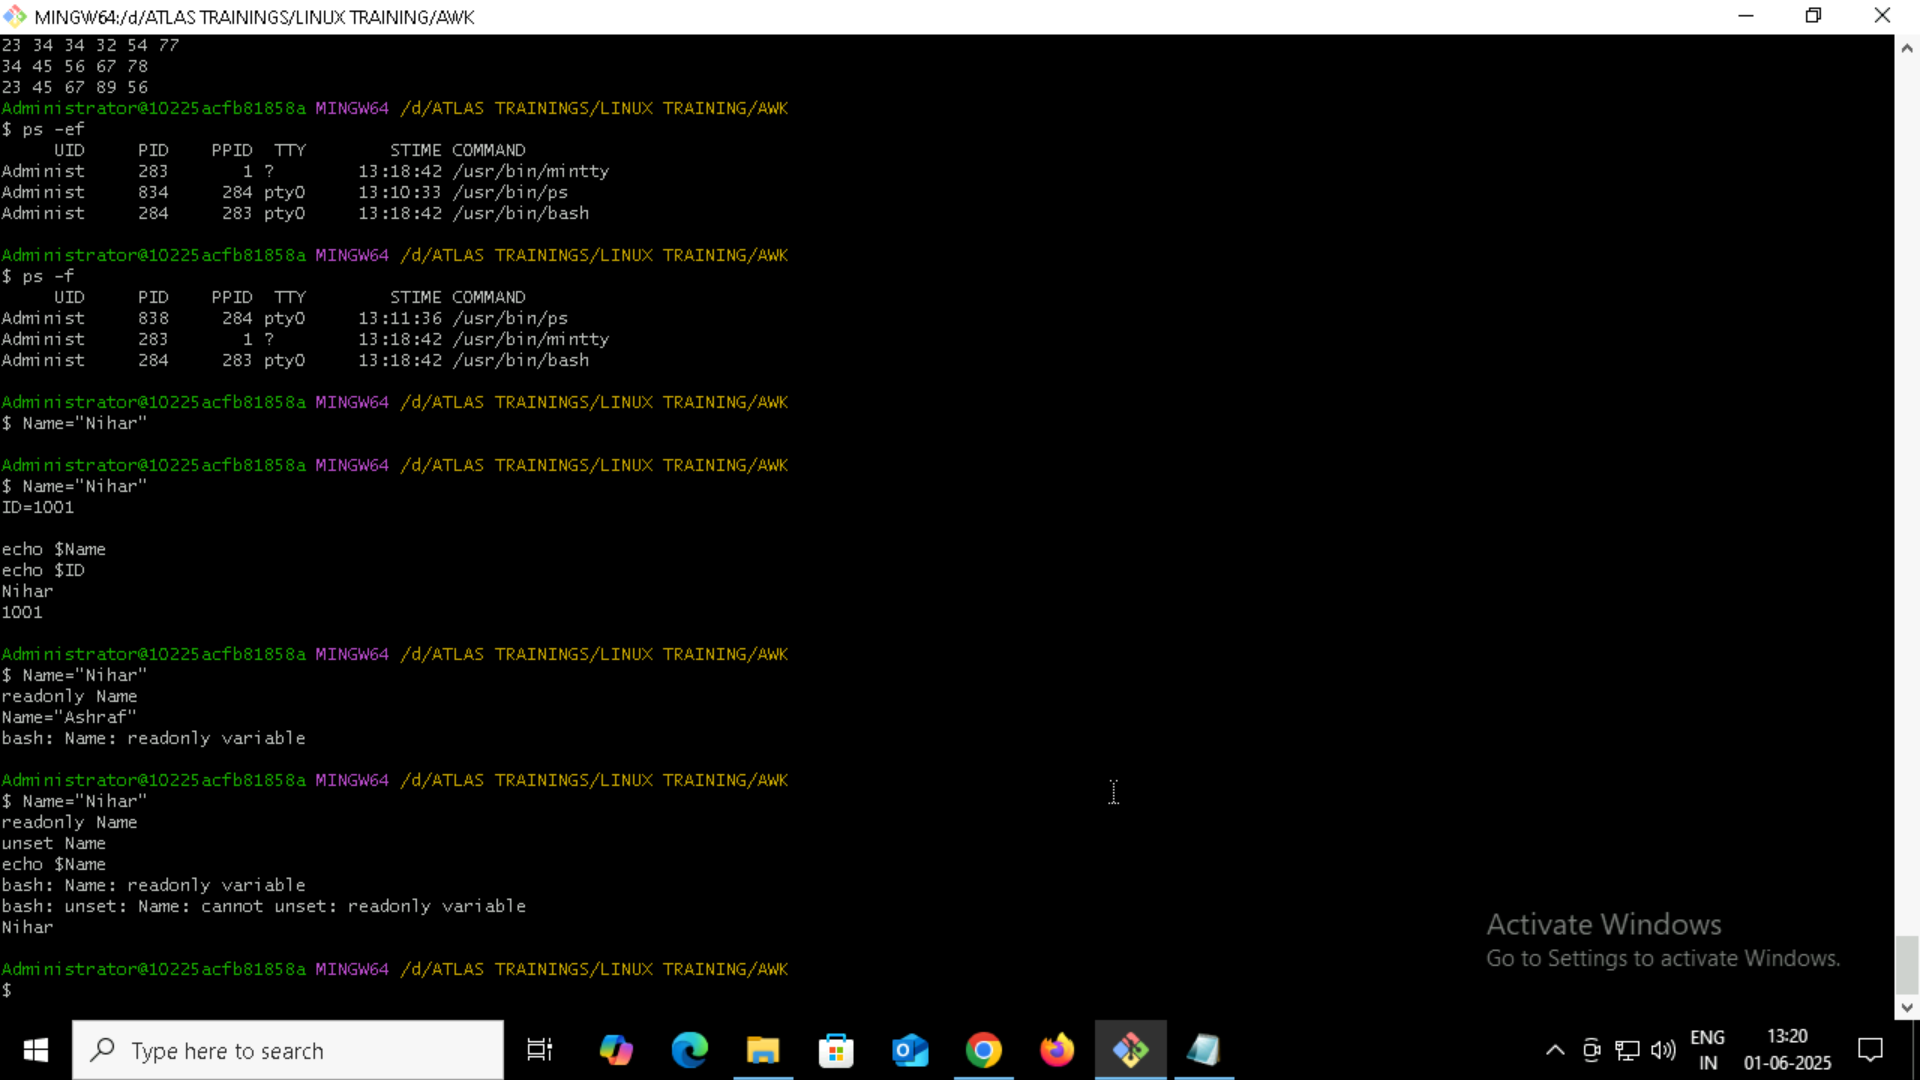 MINGW64:/d/ATLAS TRAININGS/LINUX TRAINING/AWK
23 34 34 32 54 77
34 45 56 67 78
23 45 67 89 56
Administrator@10225acfb81858a MINGW64 /d/ATLAS TRAININGS/LINUX TRAINING/AWK
$ ps -ef
UID PID PPID TTY STIME COMMAND
Administ 283 1 ? 13:18:42 /usr/bin/mintty
Administ 834 284 pty0 13:10:33 /usr/bin/ps
Administ 284 283 pty0 13:18:42 /usr/bin/bash
Administrator@10225acfb81858a MINGW64 /d/ATLAS TRAININGS/LINUX TRAINING/AWK
$ ps -f
UID PID PPID TTY STIME COMMAND
Administ 838 284 pty0 13:11:36 /usr/bin/ps
Administ 283 1 ? 13:18:42 /usr/bin/mintty
Administ 284 283 pty0 13:18:42 /usr/bin/bash
Administrator@10225acfb81858a MINGW64 /d/ATLAS TRAININGS/LINUX TRAINING/AWK
$ Name="Nihar"
Administrator@10225acfb81858a MINGW64 /d/ATLAS TRAININGS/LINUX TRAINING/AWK
$ Name="Nihar"
ID=1001
echo $Name
echo $ID
Nihar
1001
Administrator@10225acfb81858a MINGW64 /d/ATLAS TRAININGS/LINUX TRAINING/AWK
$ Name="Nihar"
readonly Name
Name="Ashraf"
bash: Name: readonly variable
Administrator@10225acfb81858a MINGW64 /d/ATLAS TRAININGS/LINUX TRAINING/AWK
$ Name="Nihar"
readonly Name
unset Name
echo $Name
bash: Name: readonly variable
bash: unset: Name: cannot unset: readonly variable
Nihar
Administrator@10225acfb81858a MINGW64 /d/ATLAS TRAININGS/LINUX TRAINING/AWK
$
Activate Windows
Go to Settings to activate Windows.
Type here to search
ENG
IN
13:20
01-06-2025